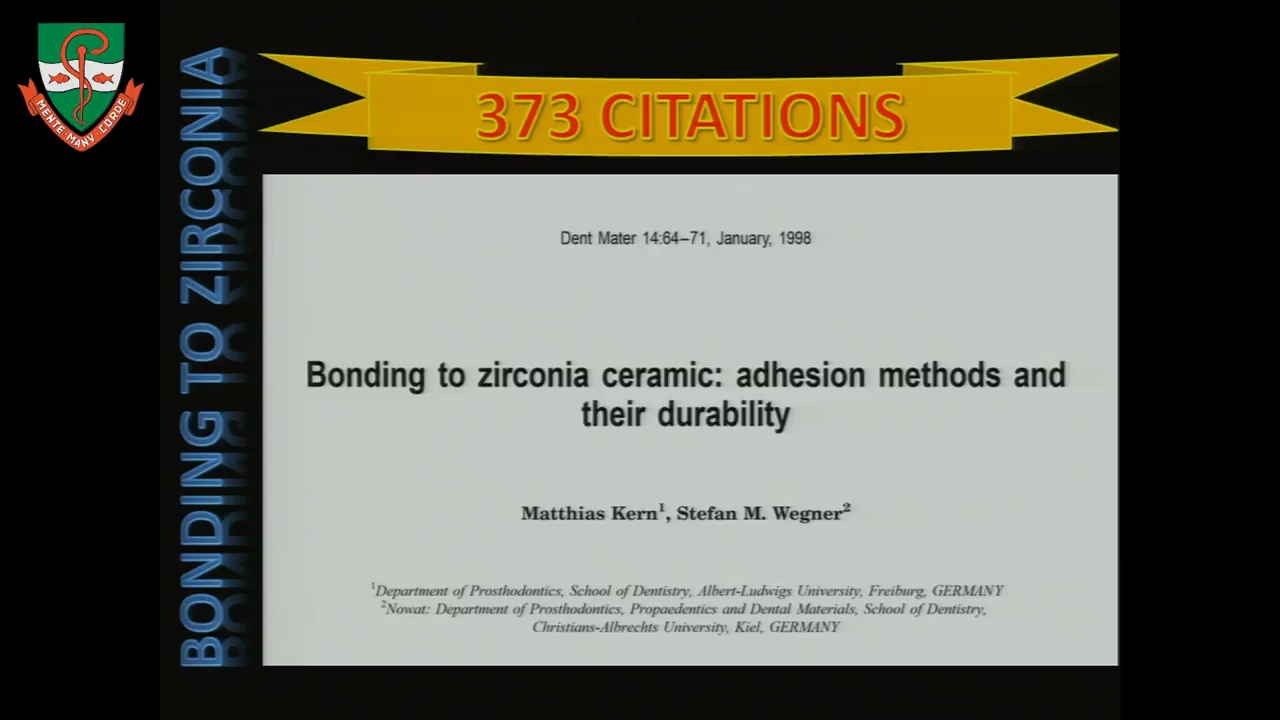 MENTE MANV CORDE
BONDING TO ZIRCONIA
373 CITATIONS
Dent Mater 14:64–71, January, 1998
Bonding to zirconia ceramic: adhesion methods and
their durability
Matthias Kern¹, Stefan M. Wegner²
¹Department of Prosthodontics, School of Dentistry, Albert-Ludwigs University, Freiburg, GERMANY
²Nowat: Department of Prosthodontics, Propaedentics and Dental Materials, School of Dentistry,
Christians-Albrechts University, Kiel, GERMANY